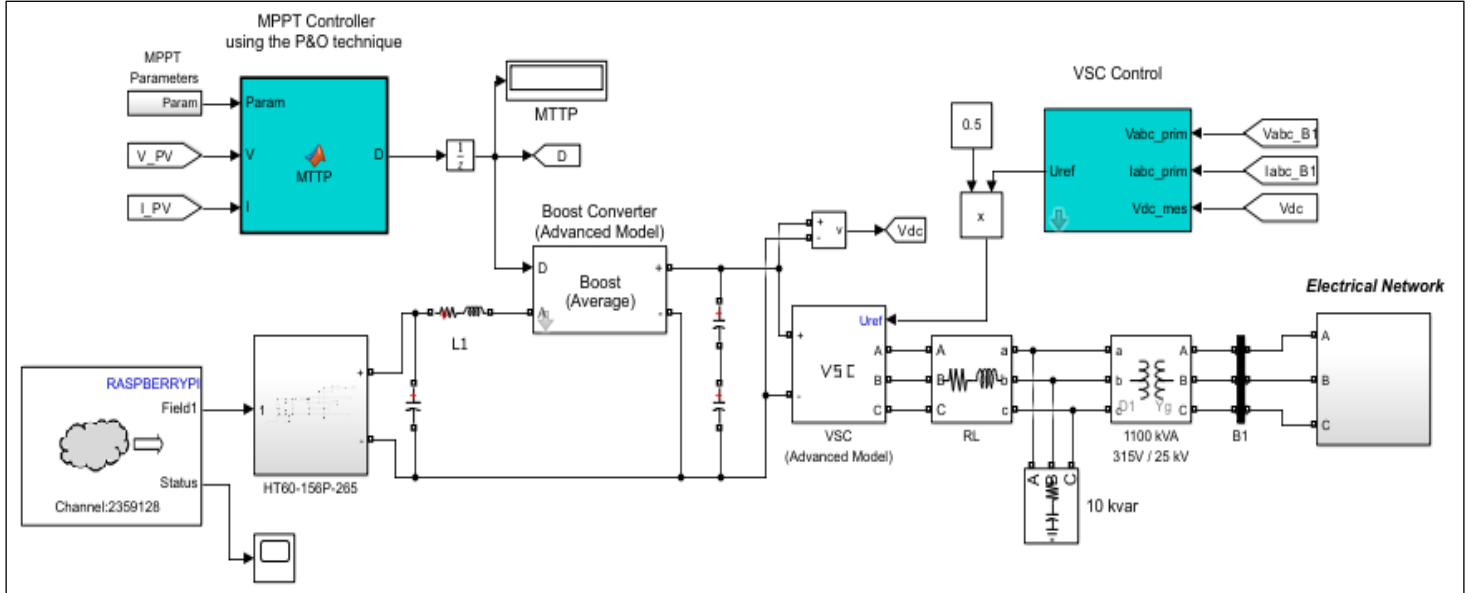 MPPT Controller
using the P&O technique
MPPT
Parameters
Param
Param
V_PV
V
D
MTTP
I_PV
I
1
z
MTTP
D
VSC Control
0.5
x
Uref
Vabc_prim
Iabc_prim
Vdc_mes
Vabc_B1
Iabc_B1
Vdc
Boost Converter
(Advanced Model)
D
Boost
(Average)
+
-
+
-
v
Vdc
L1
RASPBERRYPI
Field1
Status
Channel:2359128
1
+
-
HT60-156P-265
Uref
+
-
VSC
A
B
C
VSC
(Advanced Model)
A
B
C
a
b
c
RL
a
b
c
D1
Yg
A
B
C
1100 kVA
315V / 25 kV
B1
Electrical Network
A
B
C
A
B
C
10 kvar